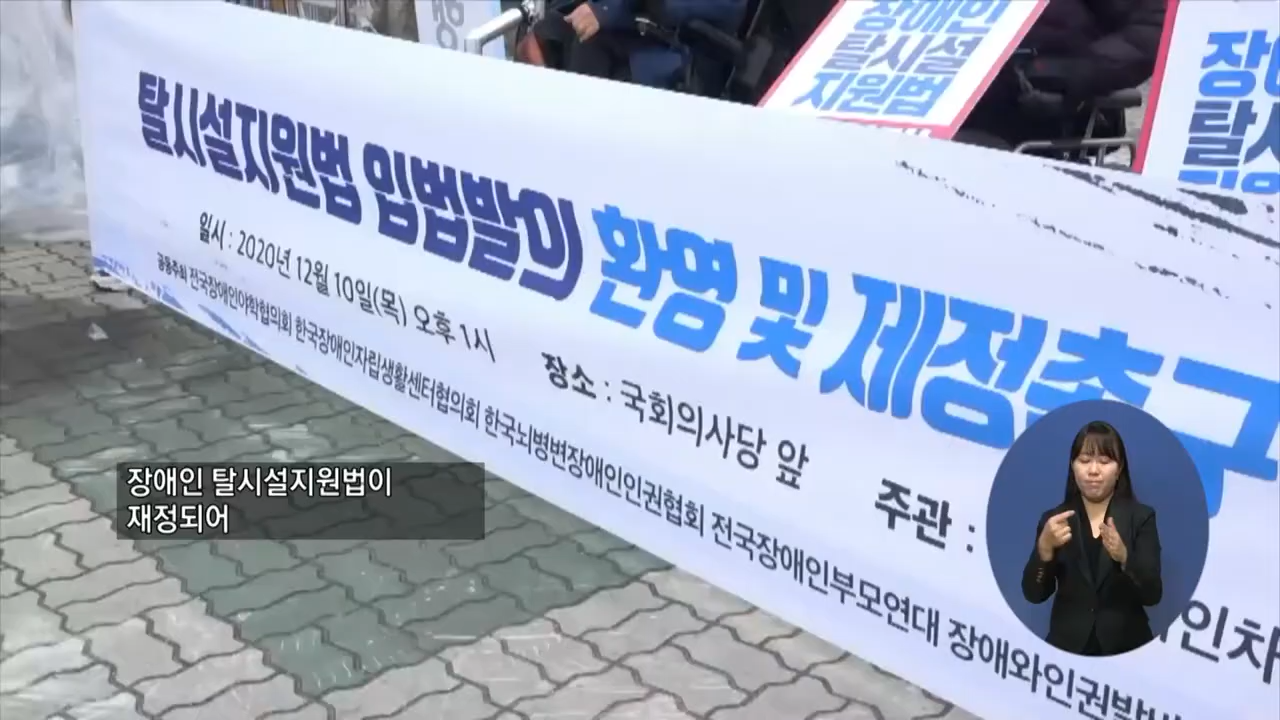 장애인
탈시설
지원법
탈시설지원법 입법발의 환영 및 제정촉구
일시 : 2020년 12월 10일(목) 오후 1시 장소 : 국회의사당 앞 주관 :
공동주최 전국장애인야학협의회 한국장애인자립생활센터협의회 한국뇌병변장애인인권협회 전국장애인부모연대 장애와인권발바
장애인 탈시설지원법이
재정되어